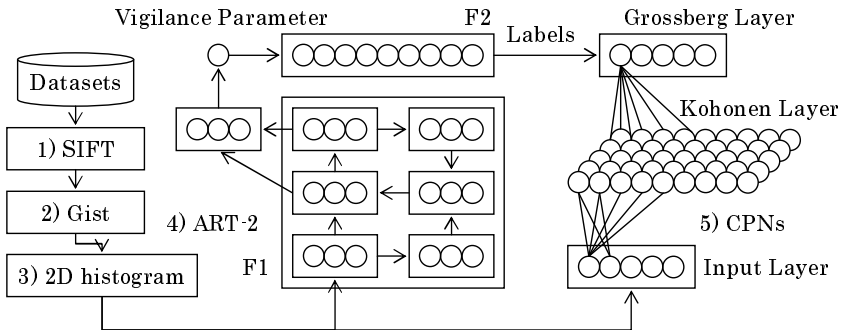 Vigilance Parameter
F2
Grossberg Layer
Labels
Datasets
Kohonen Layer
1) SIFT
2) Gist
4) ART-2
5) CPNs
3) 2D histogram
F1
Input Layer